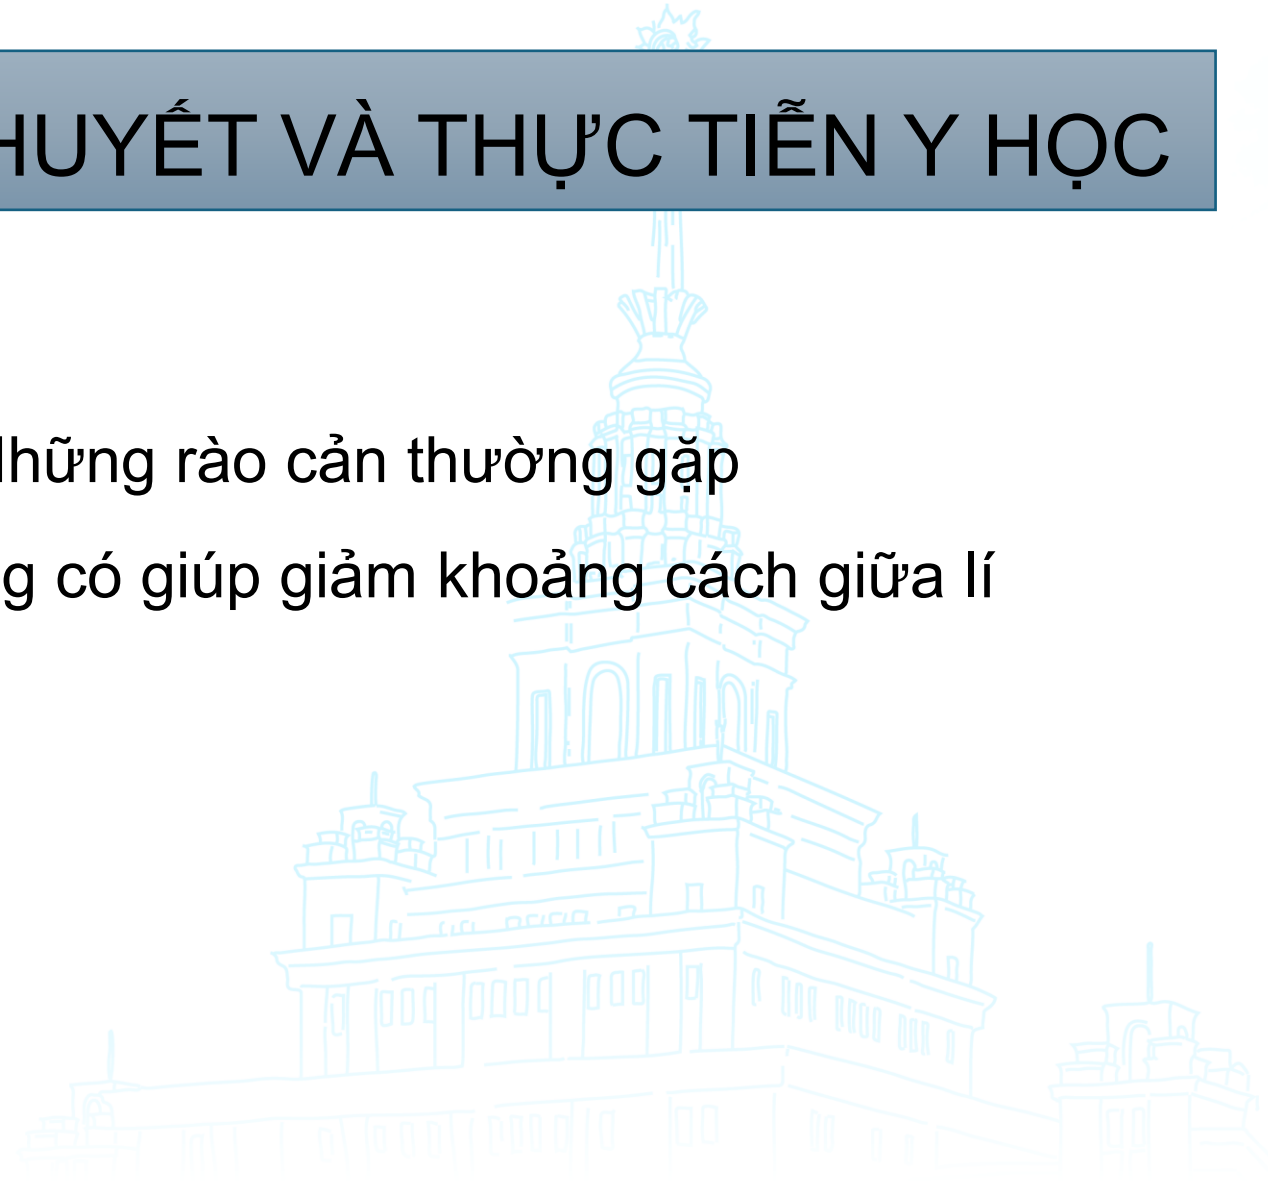 HUYẾT VÀ THỰC TIỄN Y HỌC
hững rào cản thường gặp
g có giúp giảm khoảng cách giữa lí